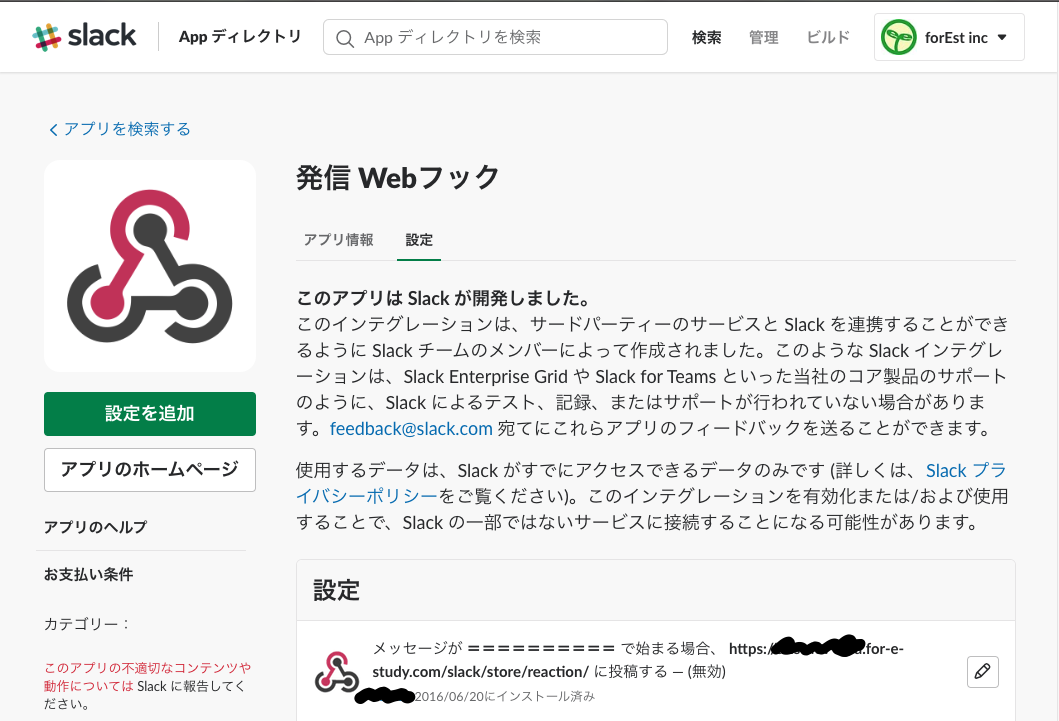 slack
App ディレクトリ
App ディレクトリを検索
検索
管理
ビルド
forEst inc
アプリを検索する
発信 Webフック
アプリ情報
設定
このアプリは Slack が開発しました。
このインテグレーションは、サードパーティーのサービスと Slack を連携することができ
るように Slack チームのメンバーによって作成されました。このような Slack インテグレ
ーションは、Slack Enterprise Grid や Slack for Teams といった当社のコア製品のサポート
のように、Slack によるテスト、記録、またはサポートが行われていない場合がありま
す。feedback@slack.com 宛てにこれらアプリのフィードバックを送ることができます。
使用するデータは、Slack がすでにアクセスできるデータのみです (詳しくは、Slack プラ
イバシーポリシーをご覧ください)。このインテグレーションを有効化または/および使用
することで、Slack の一部ではないサービスに接続することになる可能性があります。
設定を追加
アプリのホームページ
アプリのヘルプ
お支払い条件
カテゴリー：
このアプリの不適切なコンテンツや
動作については Slack に報告してく
ださい。
設定
メッセージが ＝＝＝＝＝＝＝＝＝＝ で始まる場合、 https:/ .for-e-
study.com/slack/store/reaction/ に投稿する — (無効)
2016/06/20にインストール済み